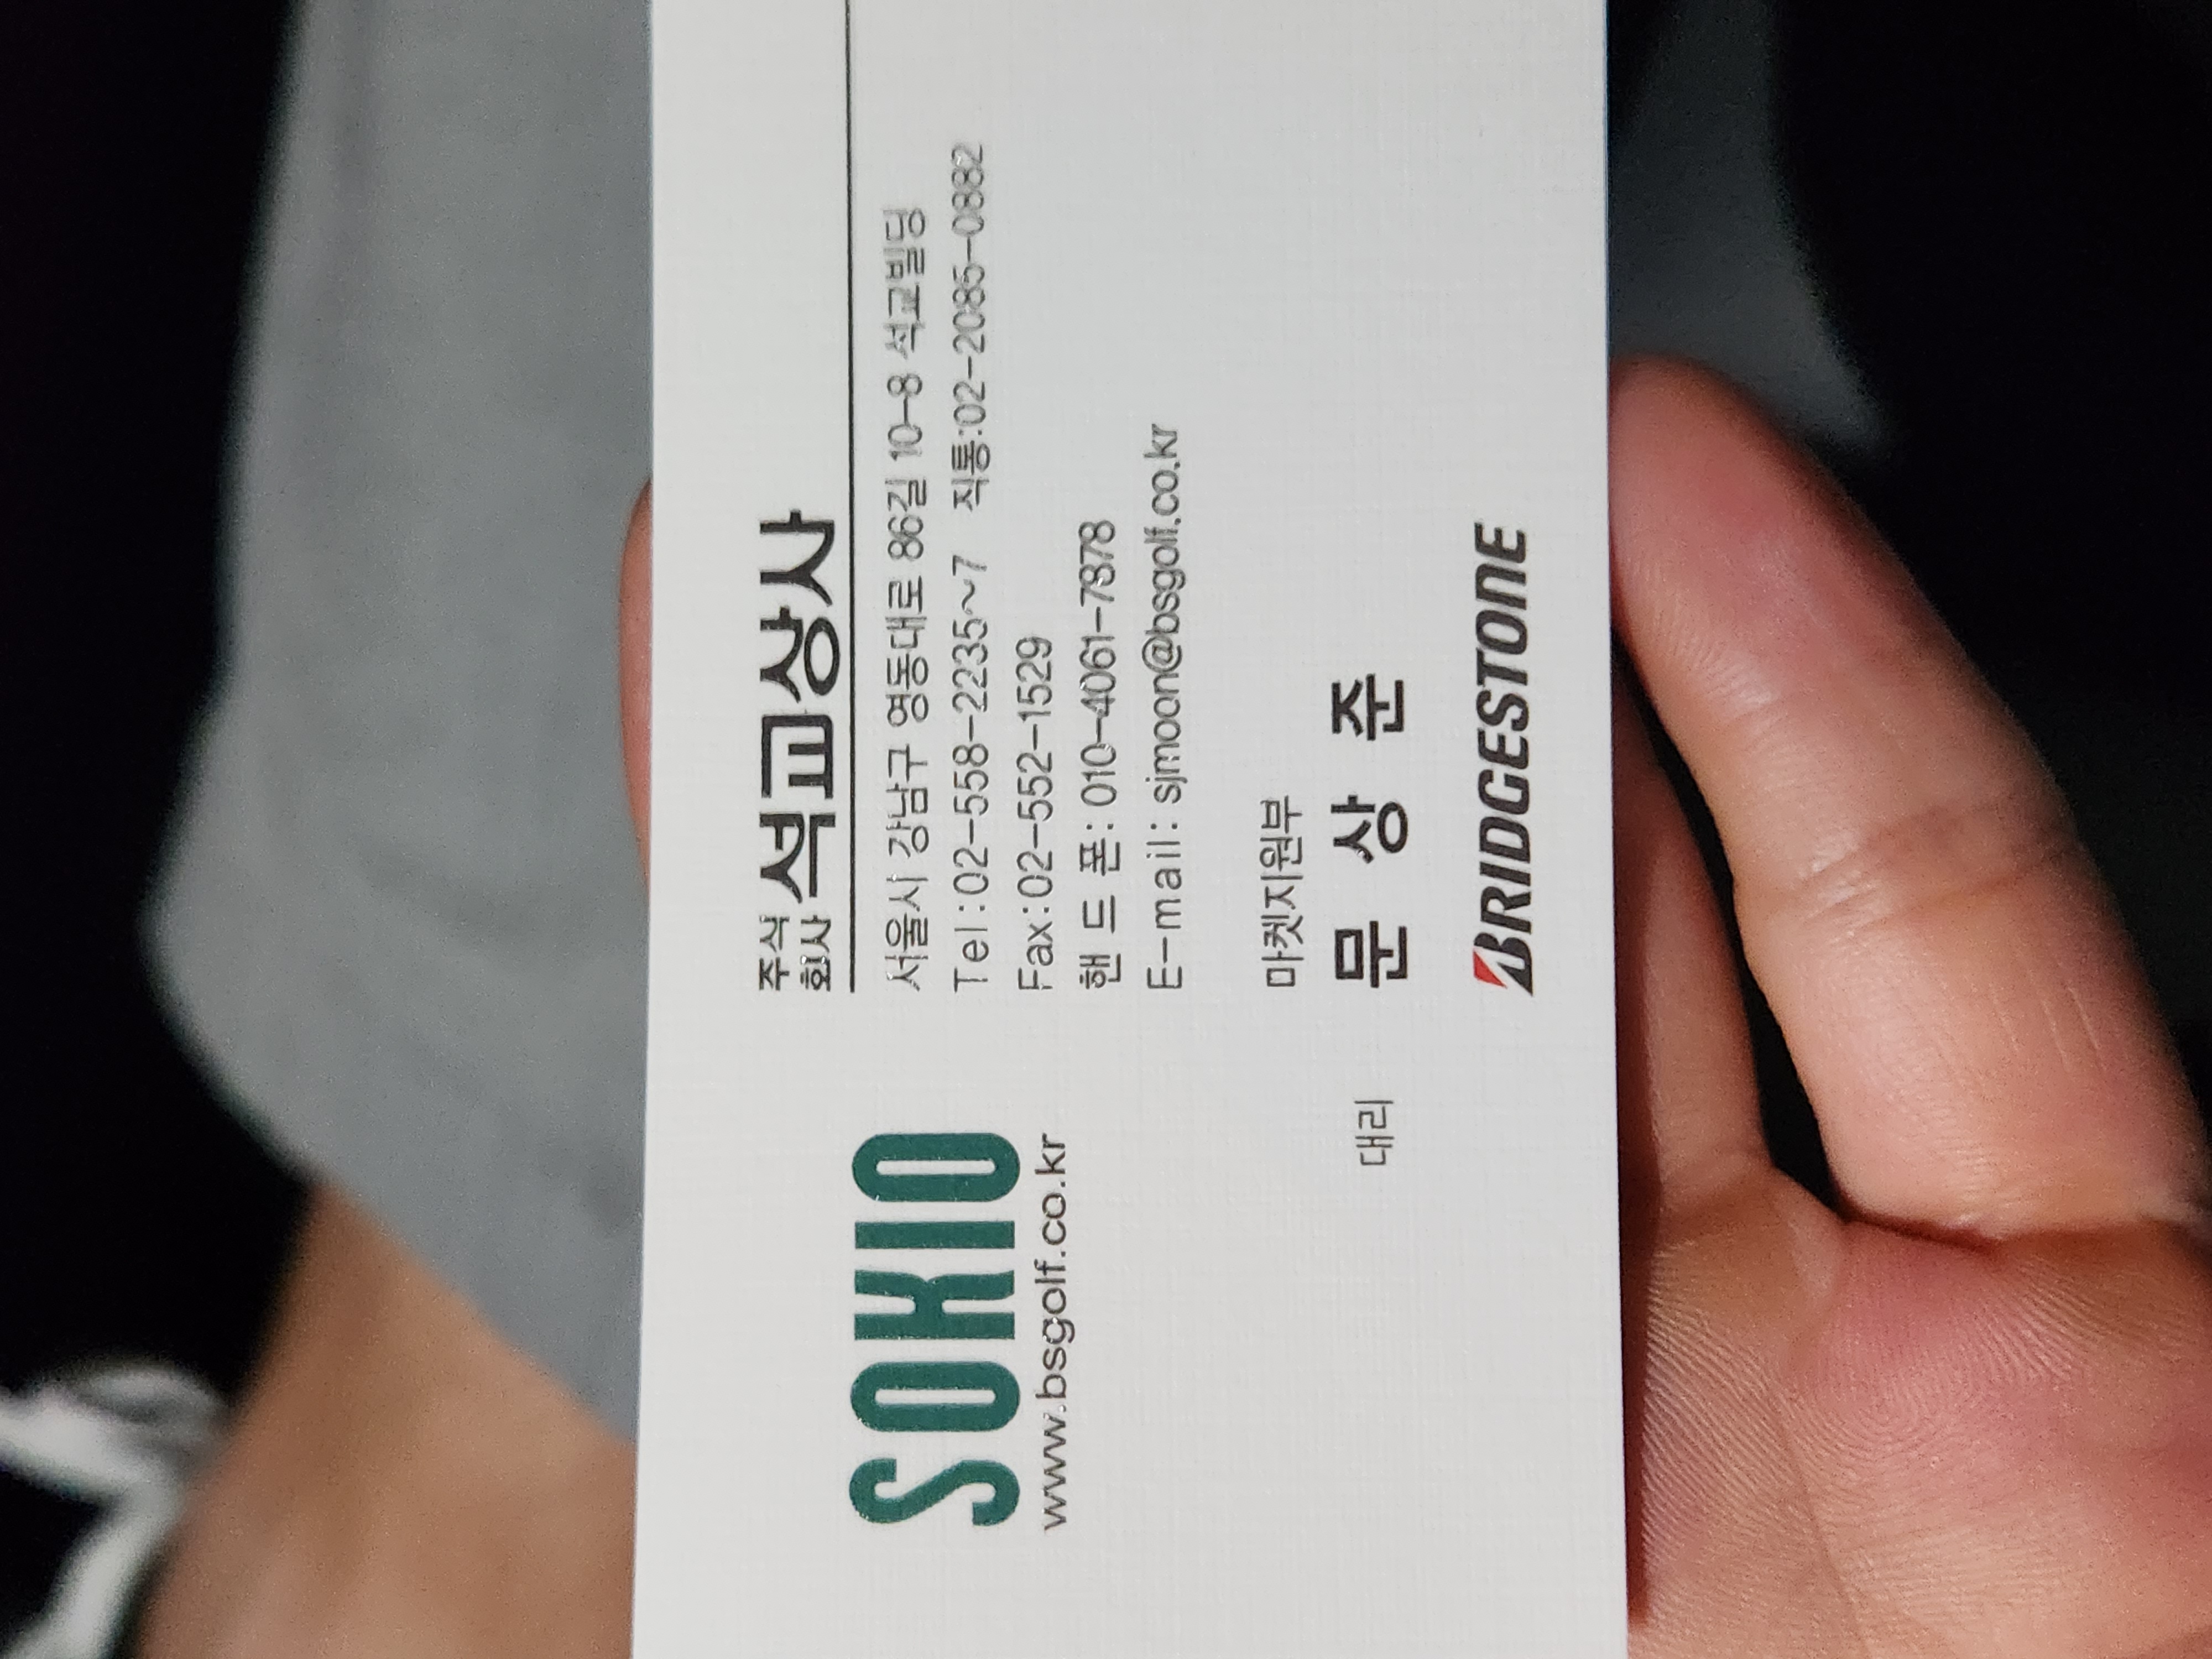 주식
회사 석교상사
서울시 강남구 영동대로 86길 10-8 석교빌딩
Tel:02-558-2235~7 직통:02-2085-0882
Fax:02-552-1529
핸드폰: 010-4061-7878
E-mail: sjmoon@bsgolf.co.kr
SOKIO
www.bsgolf.co.kr
마켓지원부
대리 문상준
BRIDGESTONE